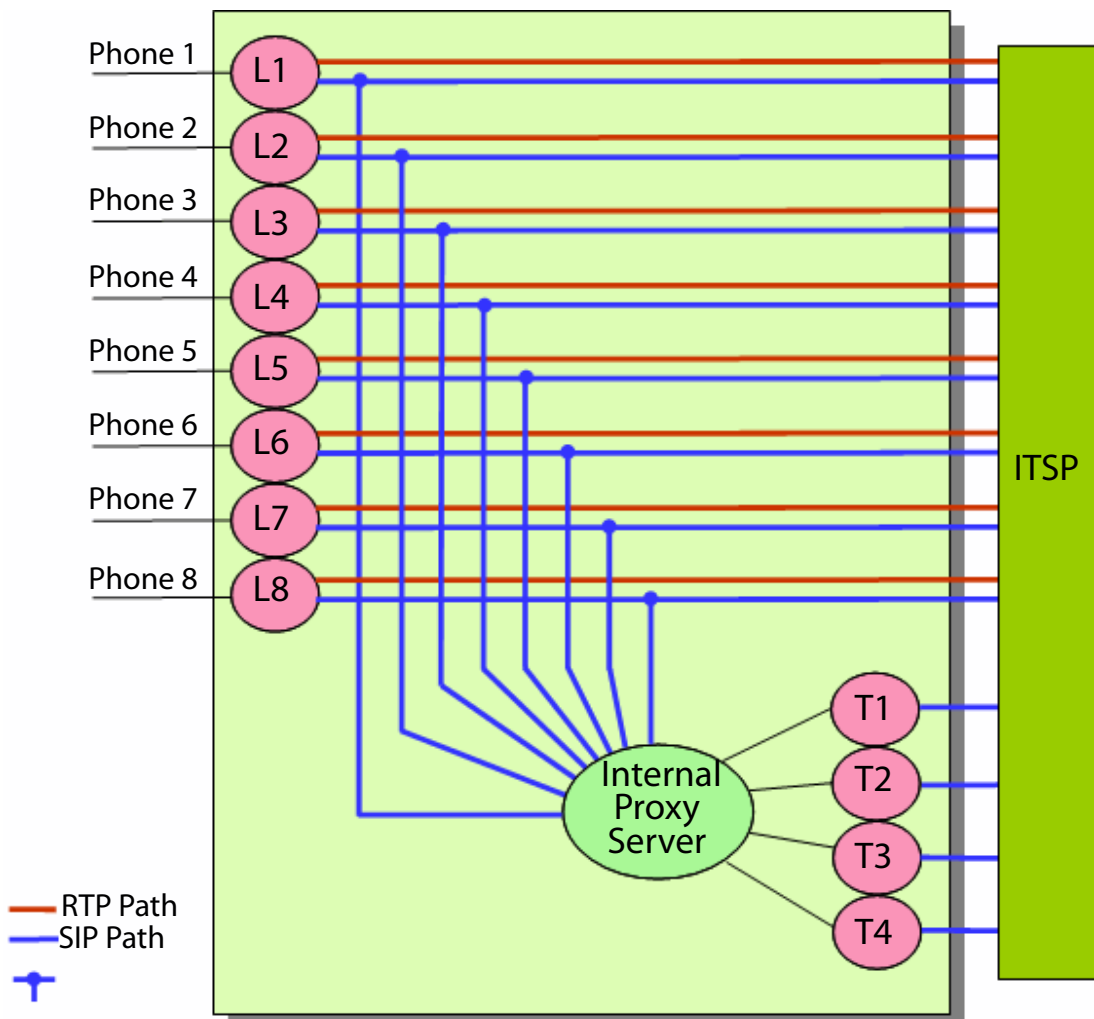 Phone 1
L1
Phone 2
L2
Phone 3
L3
Phone 4
L4
Phone 5
L5
Phone 6
L6
ITSP
Phone 7
L7
Phone 8
L8
T1
Internal
Proxy
Server
T2
T3
T4
RTP Path
SIP Path